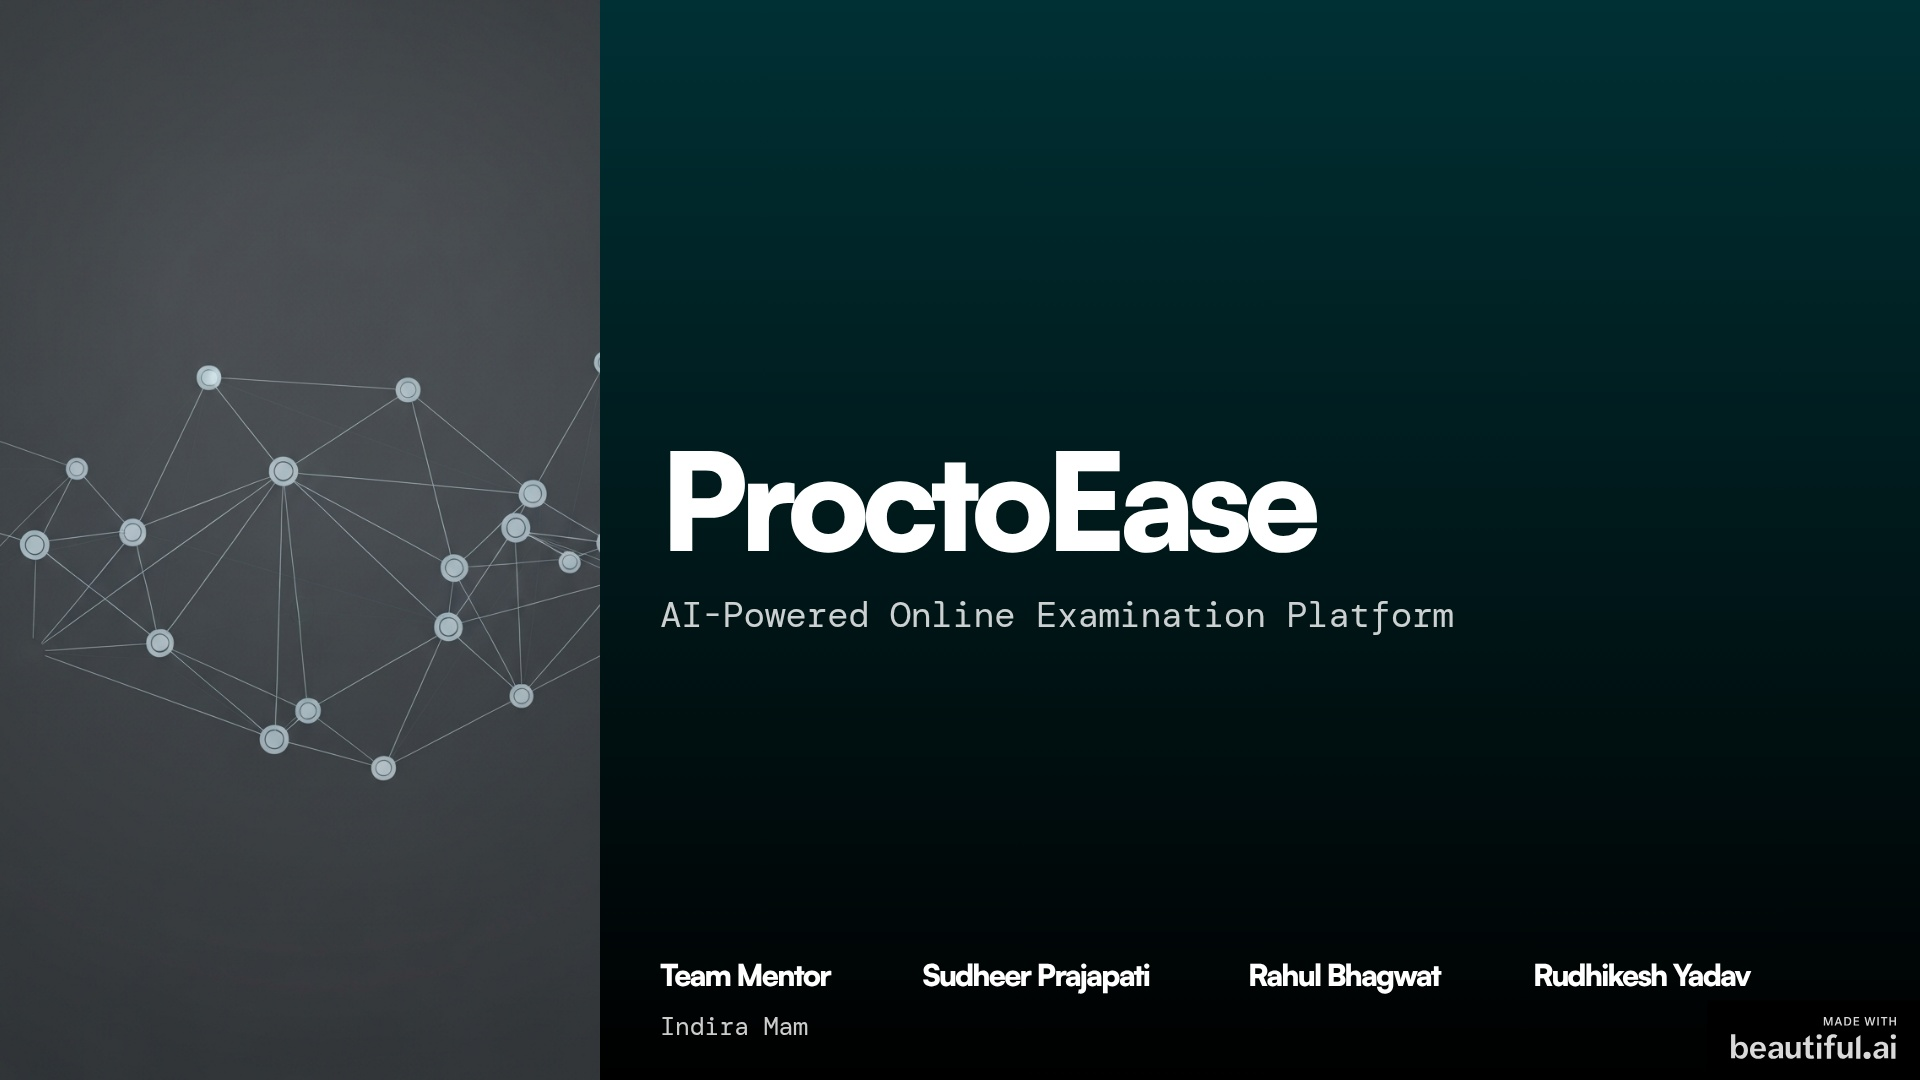 ProctoEase
AI-Powered Online Examination Platform
Team Mentor
Indira Mam
Sudheer Prajapati
Rahul Bhagwat
Rudhikesh Yadav
MADE WITH
beautiful.ai